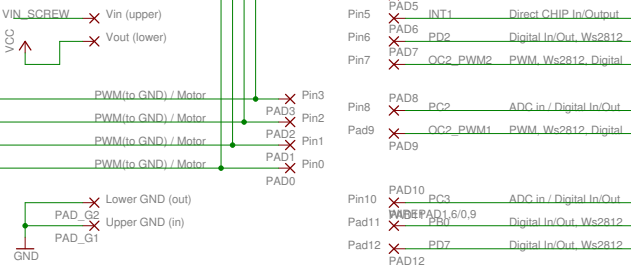 VIN_SCREW
Vin (upper)
VCC
Vout (lower)
PWM(to GND) / Motor
Pin3
PAD3
PWM(to GND) / Motor
Pin2
PAD2
PWM(to GND) / Motor
Pin1
PAD1
PWM(to GND) / Motor
Pin0
PAD0
Lower GND (out)
PAD_G2
Upper GND (in)
PAD_G1
GND
PAD5
Pin5 INT1 Direct CHIP In/Output
PAD6
Pin6 PD2 Digital In/Out, Ws2812
PAD7
Pin7 OC2_PWM2 PWM, Ws2812, Digital
PAD8
Pin8 PC2 ADC in / Digital In/Out
Pad9 OC2_PWM1 PWM, Ws2812, Digital
PAD9
PAD10
Pin10 PC3 ADC in / Digital In/Out
PAD1,6/0,9
Pad11 PB0 Digital In/Out, Ws2812
Pad12 PD7 Digital In/Out, Ws2812
PAD12